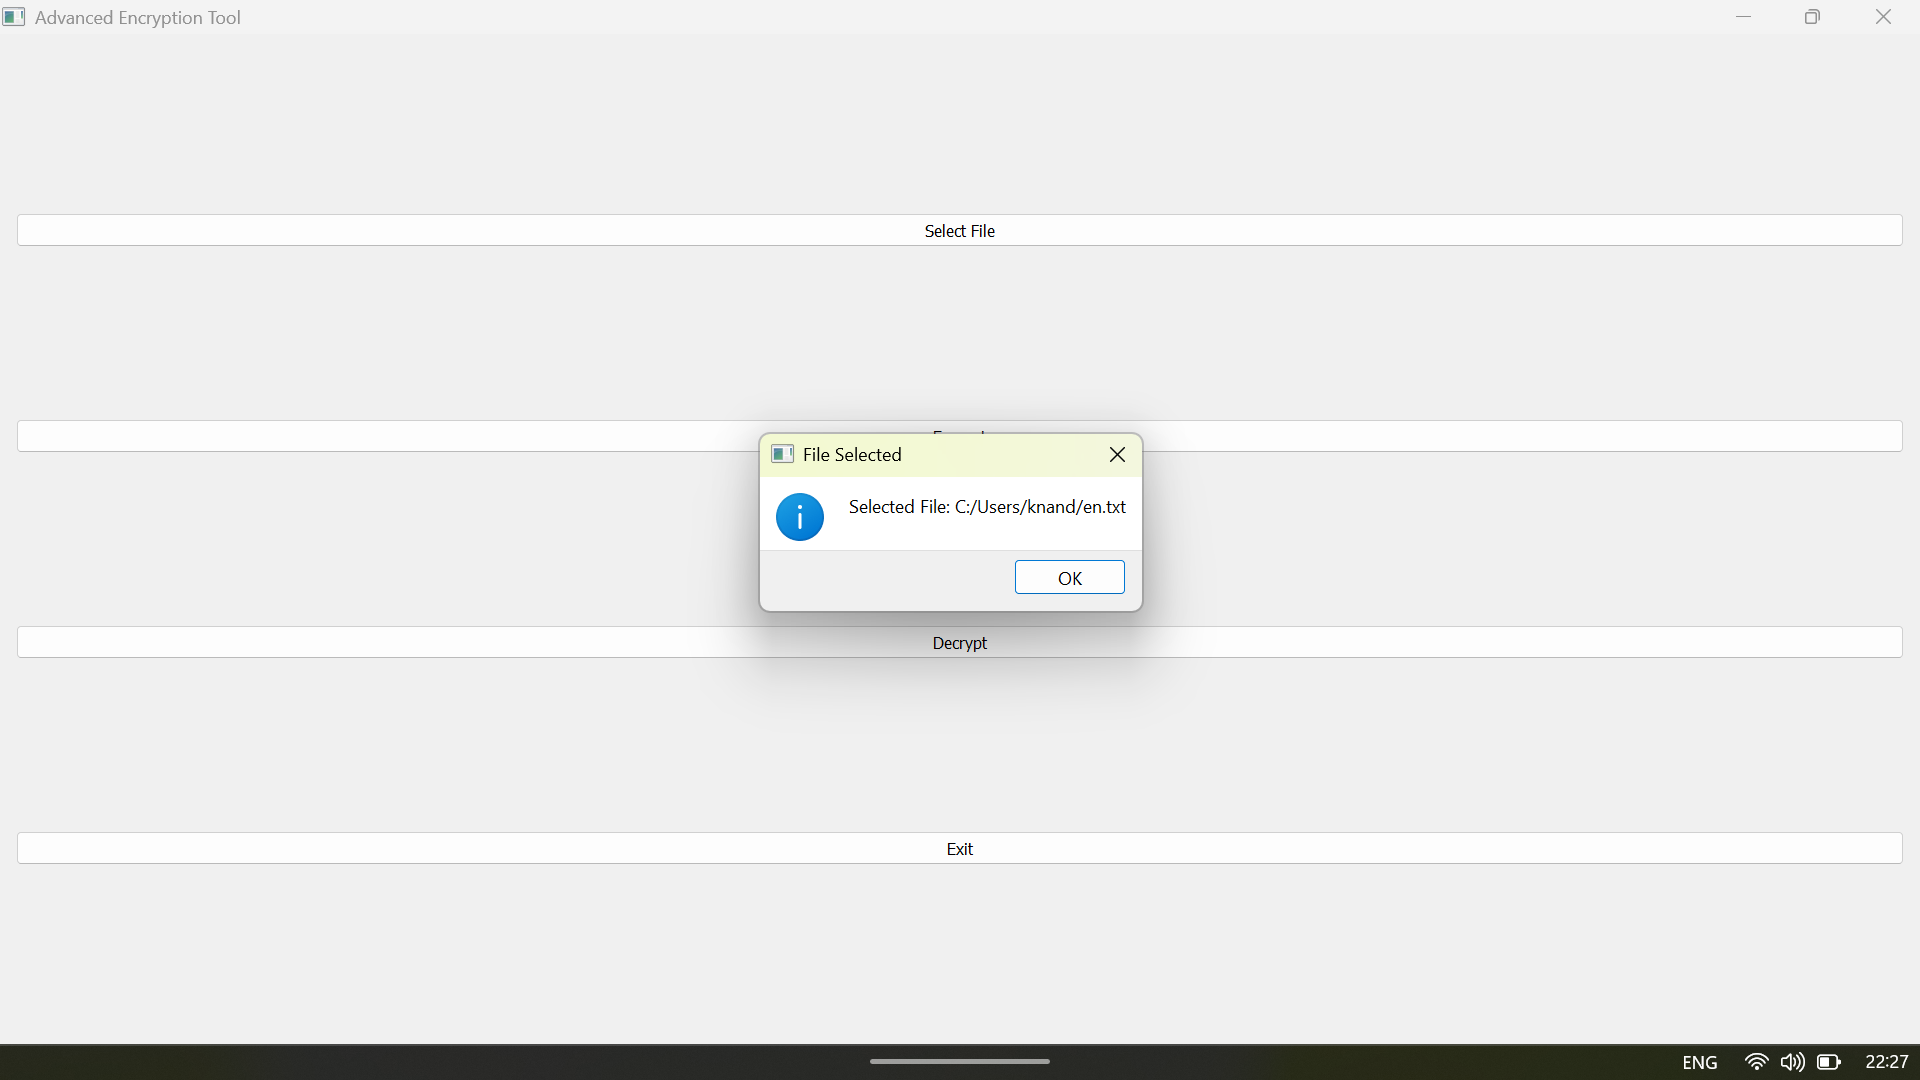 Advanced Encryption Tool
Select File
File Selected
Selected File: C:/Users/knand/en.txt
OK
Decrypt
Exit
ENG
22:27